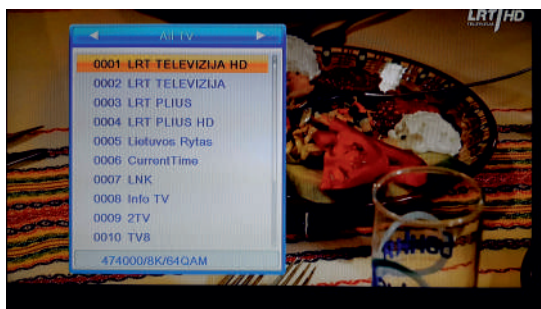 LRT HD
TELEVIZIJA
All TV
0001 LRT TELEVIZIJA HD
0002 LRT TELEVIZIJA
0003 LRT PLIUS
0004 LRT PLIUS HD
0005 Lietuvos Rytas
0006 CurrentTime
0007 LNK
0008 Info TV
0009 2TV
0010 TV8
474000/8K/64QAM